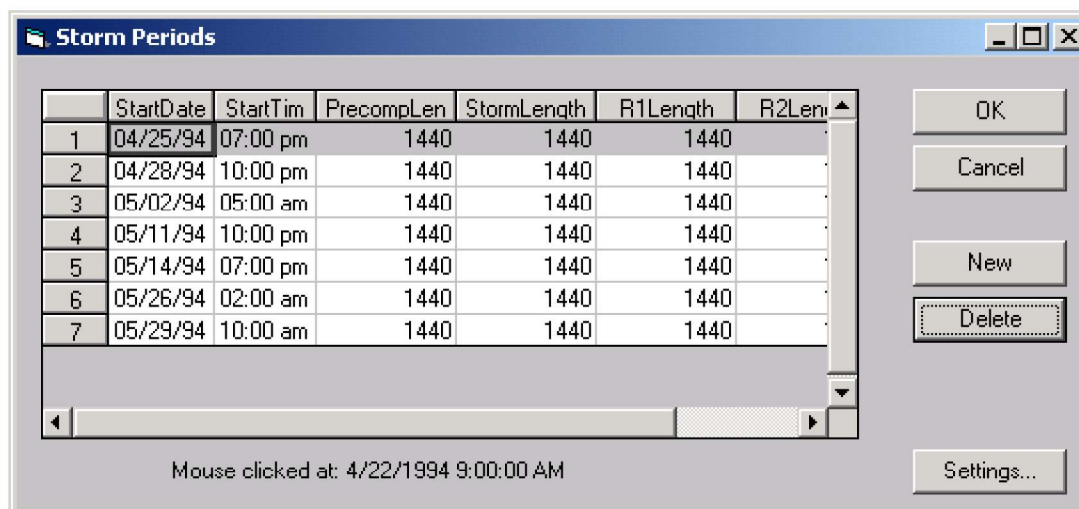 Storm Periods
StartDate StartTim PrecompLen StormLength R1Length R2Len
1 04/25/94 07:00 pm 1440 1440 1440
2 04/28/94 10:00 pm 1440 1440 1440
3 05/02/94 05:00 am 1440 1440 1440
4 05/11/94 10:00 pm 1440 1440 1440
5 05/14/94 07:00 pm 1440 1440 1440
6 05/26/94 02:00 am 1440 1440 1440
7 05/29/94 10:00 am 1440 1440 1440
OK
Cancel
New
Delete
Mouse clicked at: 4/22/1994 9:00:00 AM
Settings...